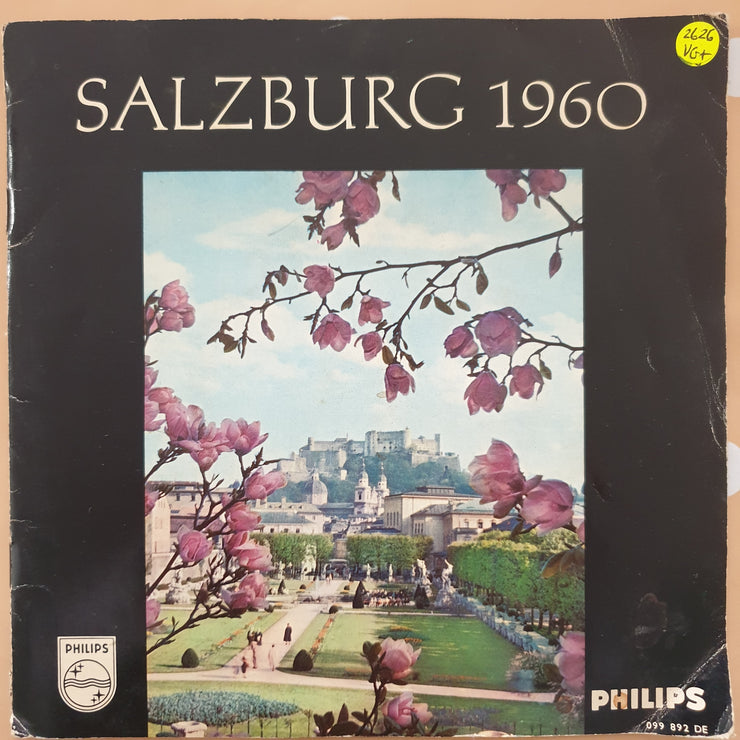 2626
VG+
SALZBURG 1960
PHILIPS
PHILIPS
099 892 DE